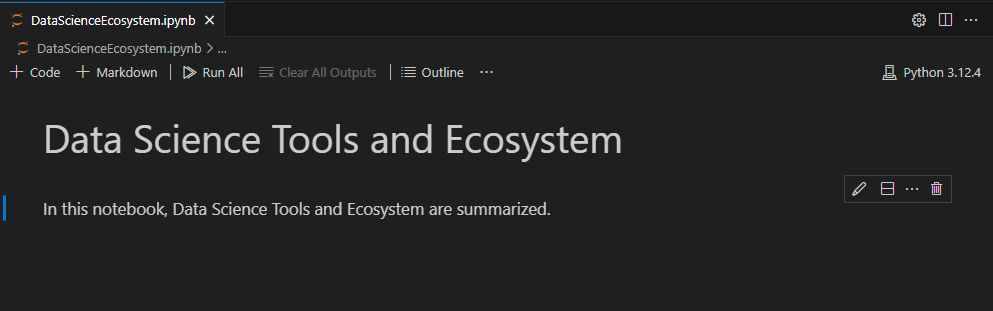 DataScienceEcosystem.ipynb
DataScienceEcosystem.ipynb > ...
+ Code + Markdown | Run All Clear All Outputs | Outline ... Python 3.12.4
Data Science Tools and Ecosystem
In this notebook, Data Science Tools and Ecosystem are summarized.